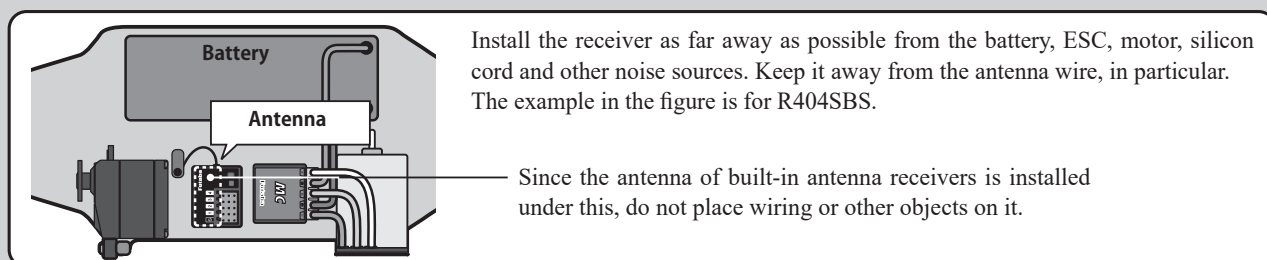 Battery
Antenna
MC
Futaba
Install the receiver as far away as possible from the battery, ESC, motor, silicon
cord and other noise sources. Keep it away from the antenna wire, in particular.
The example in the figure is for R404SBS.
Since the antenna of built-in antenna receivers is installed
under this, do not place wiring or other objects on it.